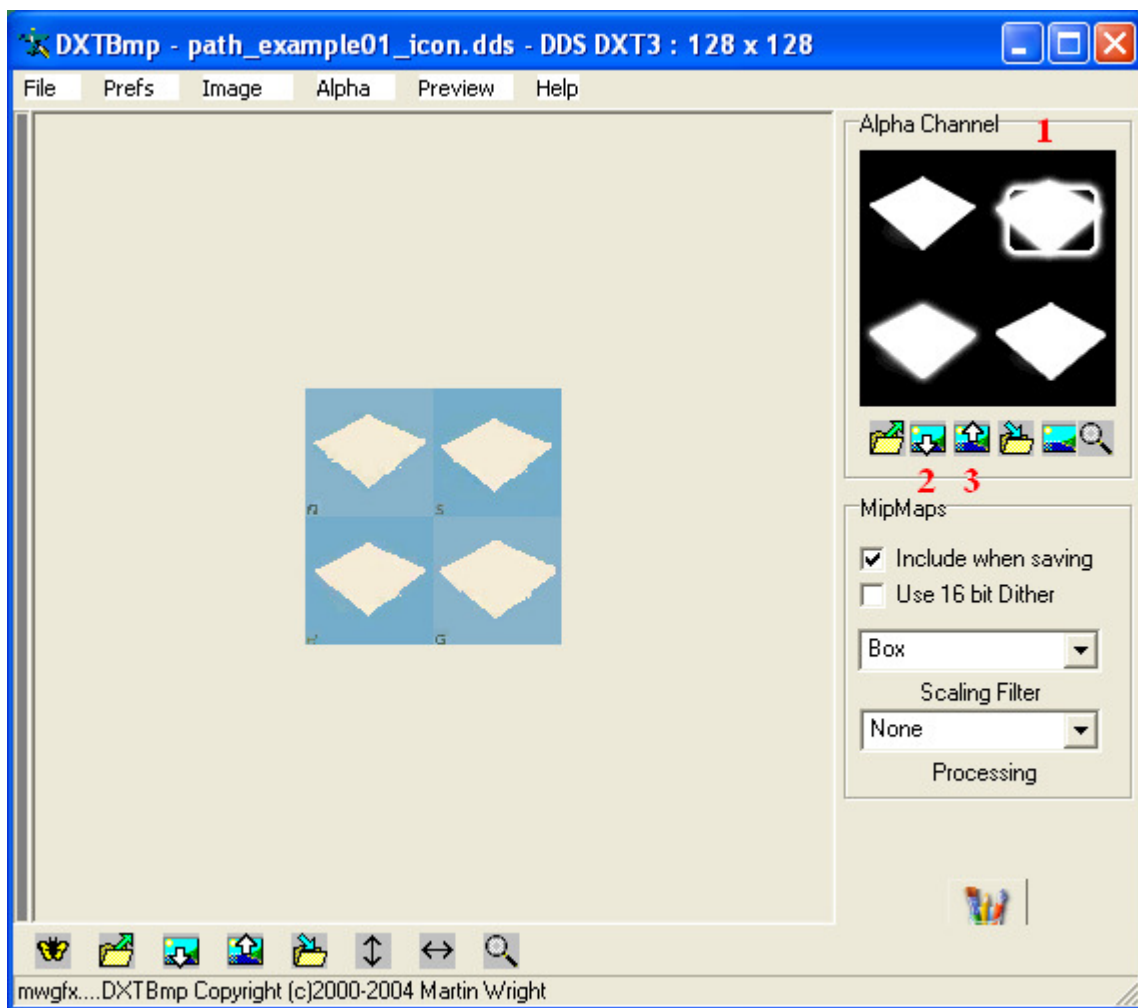 DXTBmp - path_example01_icon.dds - DDS DXT3 : 128 x 128
File Prefs Image Alpha Preview Help
Alpha Channel
1
2 3
MipMaps
Include when saving
Use 16 bit Dither
Box
Scaling Filter
None
Processing
S
G
mwgfx....DXTBmp Copyright (c)2000-2004 Martin Wright